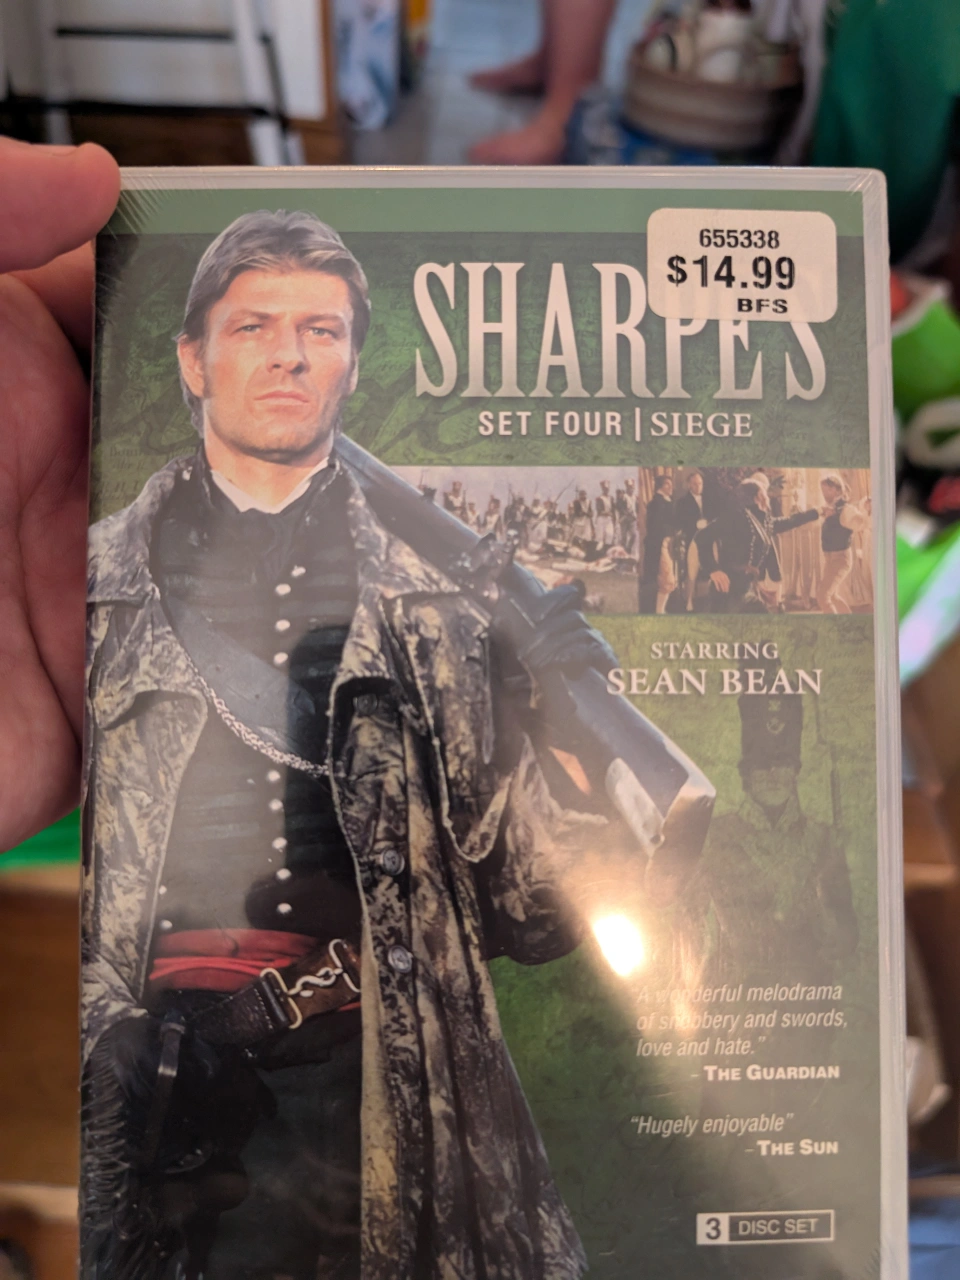 655338
$14.99
BFS
SHARPE'S
SET FOUR | SIEGE
STARRING
SEAN BEAN
"A wonderful melodrama
of snobbery and swords,
love and hate."
– THE GUARDIAN
"Hugely enjoyable"
– THE SUN
3 DISC SET